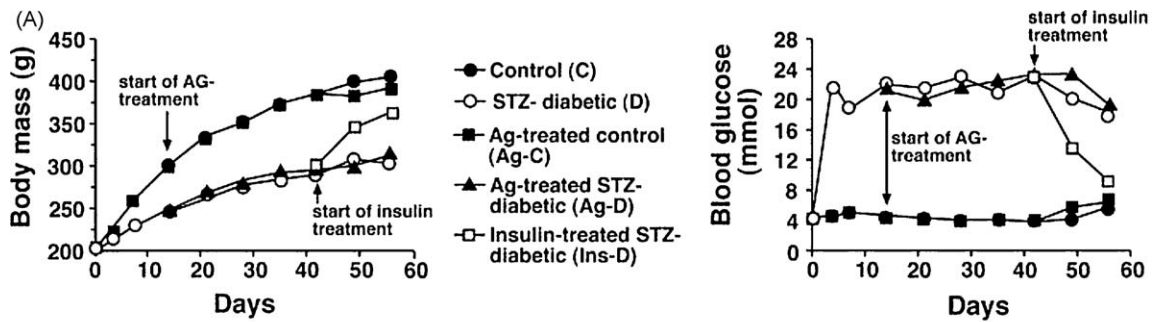 (A)
Body mass (g)
450
400
350
300
250
200
start of AG-
treatment
start of insulin
treatment
0
10
20
30
40
50
60
Days
Control (C)
STZ- diabetic (D)
Ag-treated control
(Ag-C)
Ag-treated STZ-
diabetic (Ag-D)
Insulin-treated STZ-
diabetic (Ins-D)
Blood glucose
(mmol)
28
24
20
16
12
8
4
0
start of insulin
treatment
start of AG-
treatment
0
10
20
30
40
50
60
Days